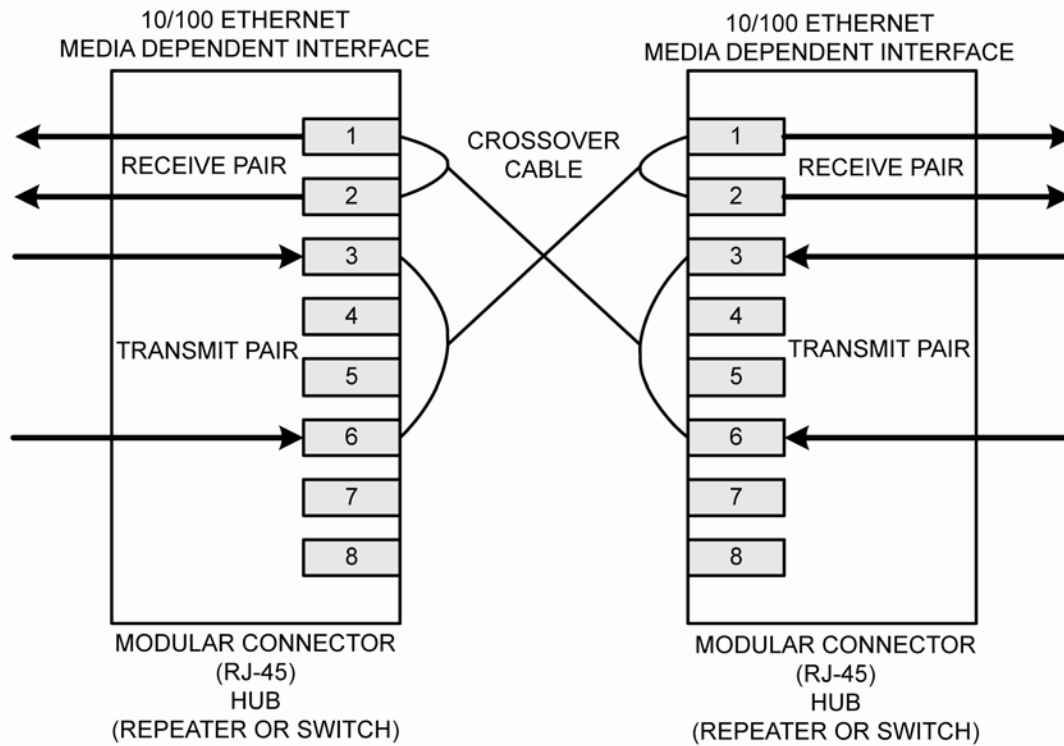 10/100 ETHERNET
MEDIA DEPENDENT INTERFACE
10/100 ETHERNET
MEDIA DEPENDENT INTERFACE
1
RECEIVE PAIR
2
3
4
TRANSMIT PAIR
5
6
7
8
CROSSOVER
CABLE
1
RECEIVE PAIR
2
3
4
TRANSMIT PAIR
5
6
7
8
MODULAR CONNECTOR
(RJ-45)
HUB
(REPEATER OR SWITCH)
MODULAR CONNECTOR
(RJ-45)
HUB
(REPEATER OR SWITCH)